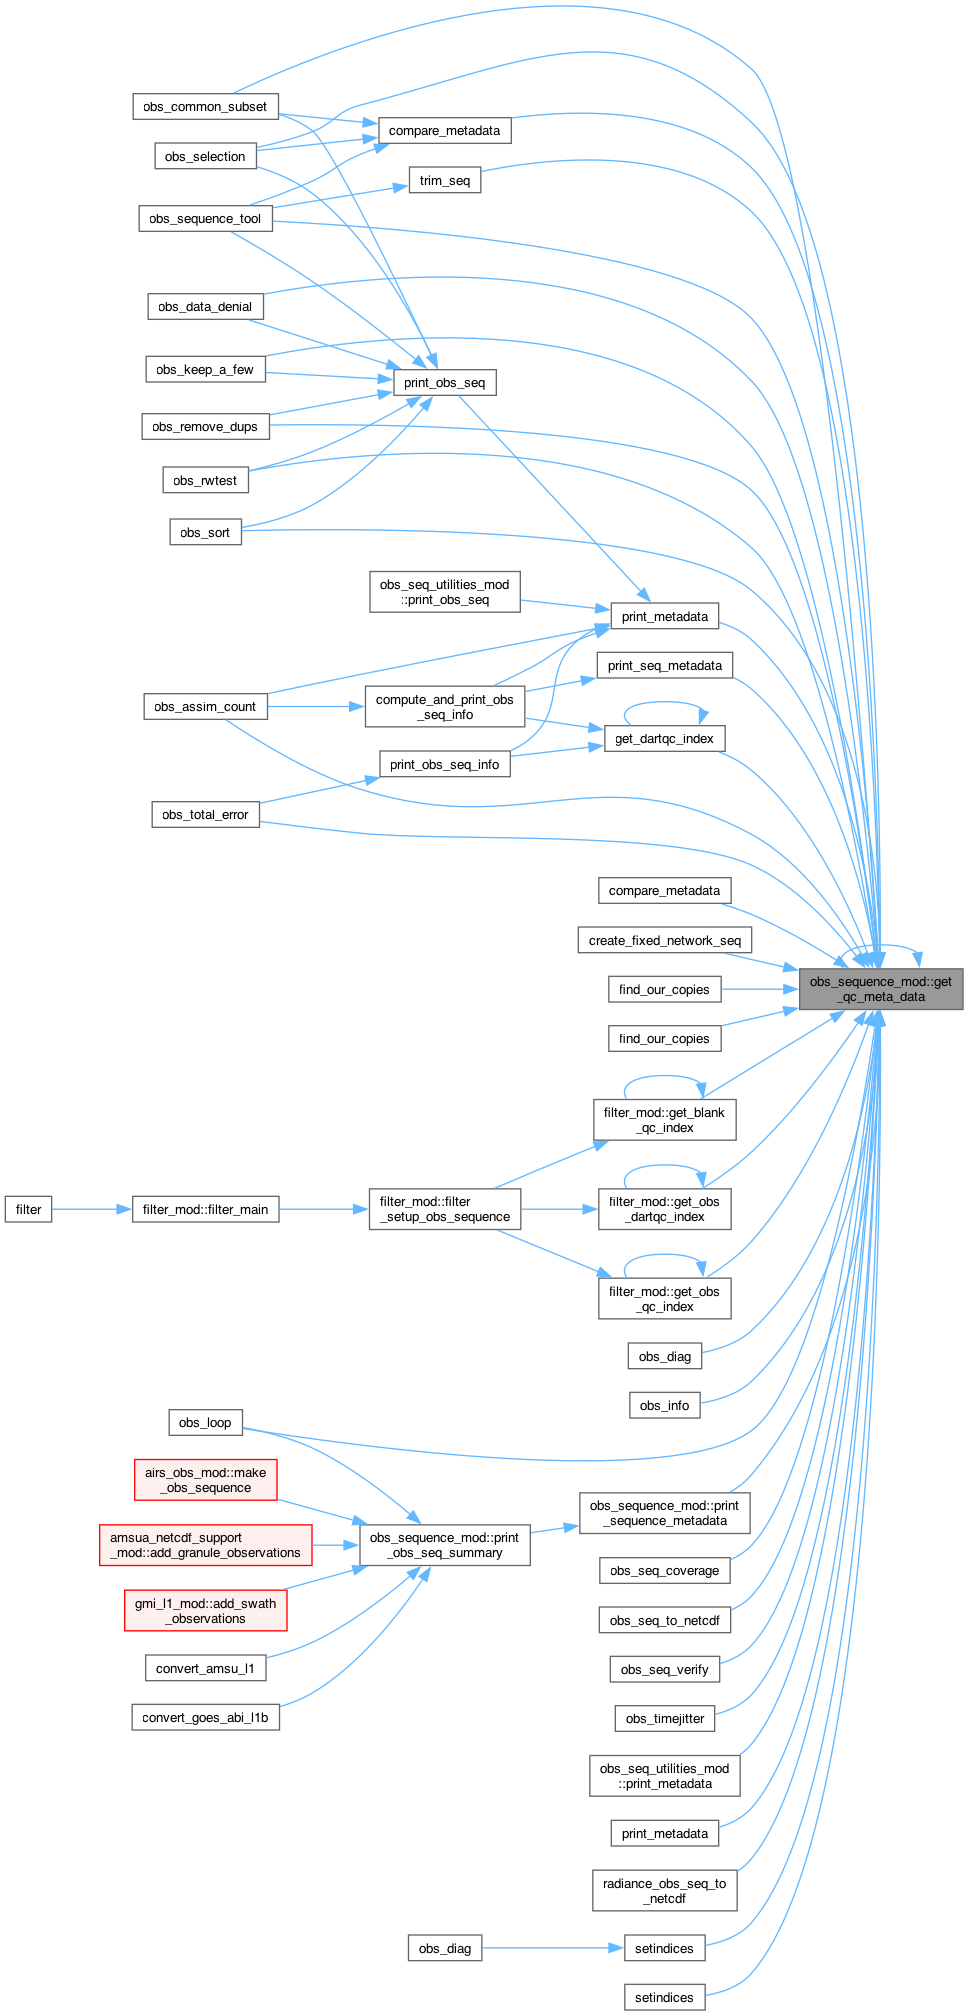 obs_common_subset
compare_metadata
obs_selection
trim_seq
obs_sequence_tool
obs_data_denial
obs_keep_a_few
print_obs_seq
obs_remove_dups
obs_rwtest
obs_sort
obs_seq_utilities_mod
::print_obs_seq
print_metadata
print_seq_metadata
obs_assim_count
compute_and_print_obs
_seq_info
get_dartqc_index
print_obs_seq_info
obs_total_error
compare_metadata
create_fixed_network_seq
obs_sequence_mod::get
_qc_meta_data
find_our_copies
find_our_copies
filter_mod::get_blank
_qc_index
filter
filter_mod::filter_main
filter_mod::filter
_setup_obs_sequence
filter_mod::get_obs
_dartqc_index
filter_mod::get_obs
_qc_index
obs_diag
obs_info
obs_loop
airs_obs_mod::make
_obs_sequence
obs_sequence_mod::print
_sequence_metadata
amsua_netcdf_support
_mod::add_granule_observations
obs_sequence_mod::print
_obs_seq_summary
obs_seq_coverage
gmi_l1_mod::add_swath
_observations
obs_seq_to_netcdf
convert_amsu_l1
obs_seq_verify
convert_goes_abi_l1b
obs_timejitter
obs_seq_utilities_mod
::print_metadata
print_metadata
radiance_obs_seq_to
_netcdf
obs_diag
setindices
setindices